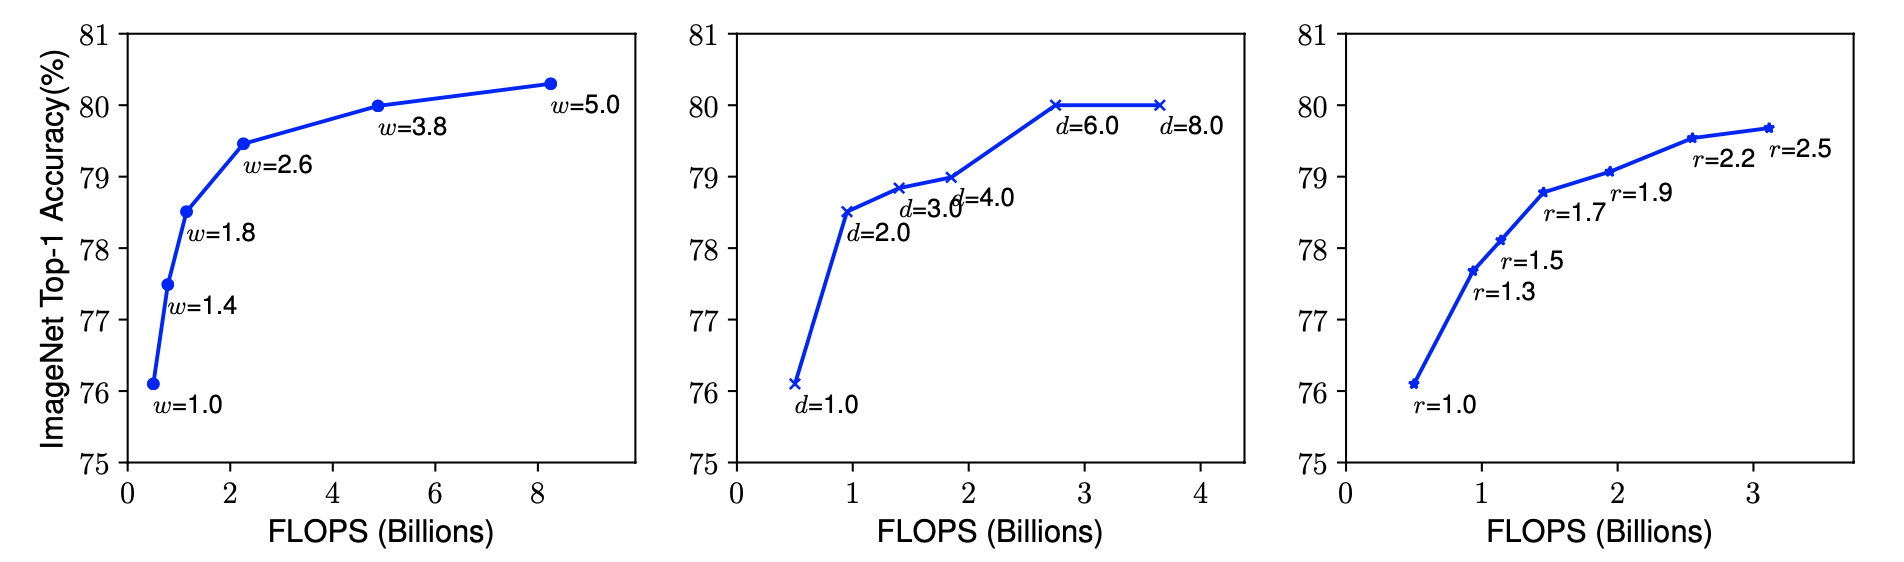 ImageNet Top-1 Accuracy(%)
81
80
79
78
77
76
75
0 2 4 6 8
FLOPS (Billions)
w=1.0
w=1.4
w=1.8
w=2.6
w=3.8
w=5.0
81
80
79
78
77
76
75
0 1 2 3 4
FLOPS (Billions)
d=1.0
d=2.0
d=3.0
d=4.0
d=6.0
d=8.0
81
80
79
78
77
76
75
0 1 2 3
FLOPS (Billions)
r=1.0
r=1.3
r=1.5
r=1.7
r=1.9
r=2.2
r=2.5